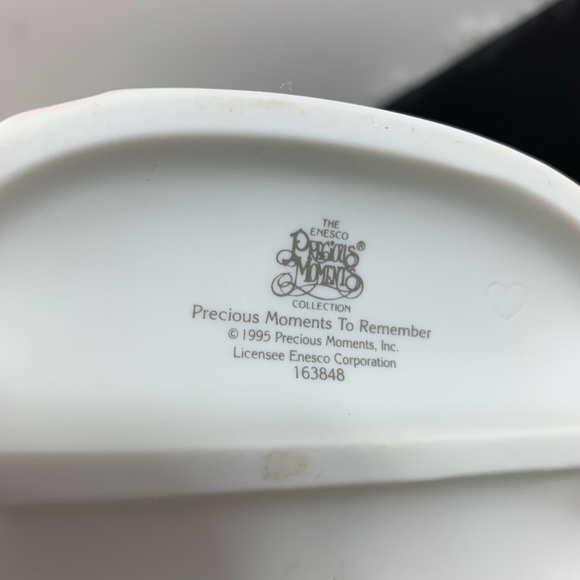 THE
ENESCO
PRECIOUS®
MOMENTS
COLLECTION
Precious Moments To Remember
© 1995 Precious Moments, Inc.
Licensee Enesco Corporation
163848